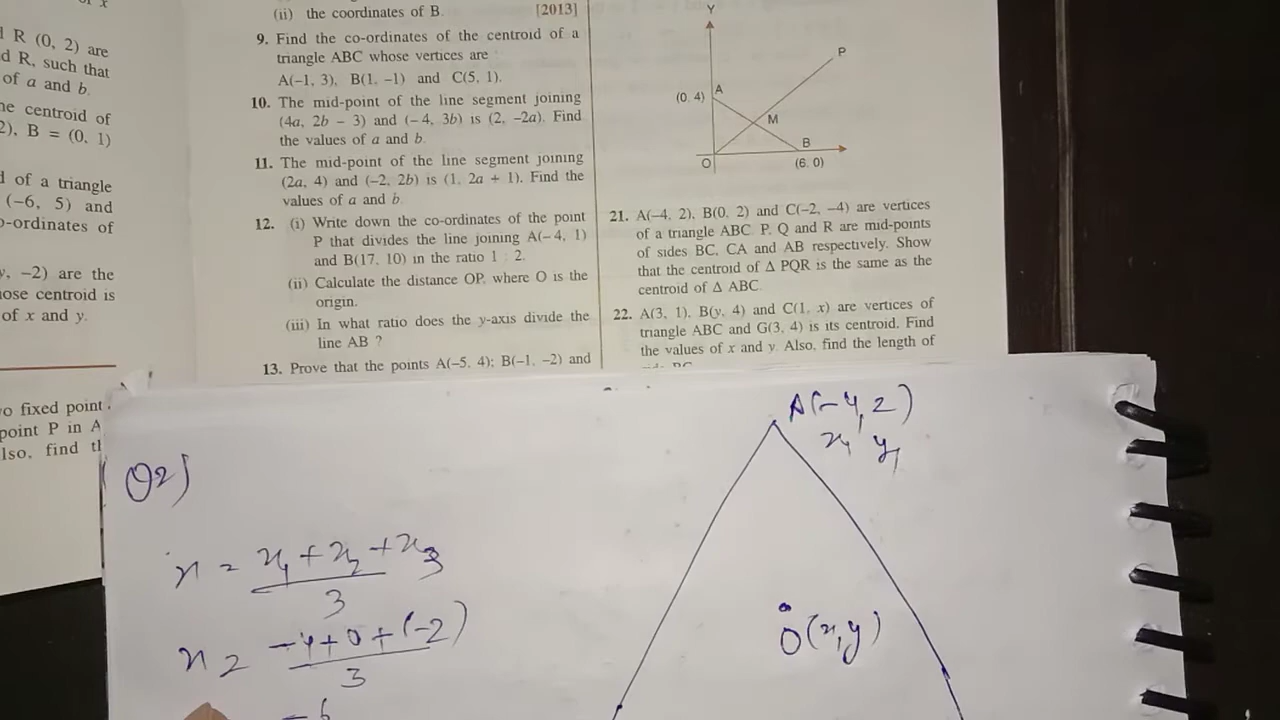 R (0, 2) are
d R, such that
of a and b.
ne centroid of
2), B = (0, 1)
d of a triangle
(-6, 5) and
o-ordinates of
y, -2) are the
nose centroid is
of x and y.
o fixed point
point P in A
lso, find t
(ii) the coordinates of B. [2013]
9. Find the co-ordinates of the centroid of a
triangle ABC whose vertices are
A(-1, 3), B(1, -1) and C(5, 1).
10. The mid-point of the line segment joining
(4a, 2b - 3) and (-4, 3b) is (2, -2a). Find
the values of a and b.
11. The mid-point of the line segment joining
(2a, 4) and (-2, 2b) is (1, 2a + 1). Find the
values of a and b.
12. (i) Write down the co-ordinates of the point
P that divides the line joining A(-4, 1)
and B(17, 10) in the ratio 1 : 2.
(ii) Calculate the distance OP, where O is the
origin.
(iii) In what ratio does the y-axis divide the
line AB ?
13. Prove that the points A(-5, 4); B(-1, -2) and
Y
P
(0, 4) A
M
B
O
(6, 0)
21. A(-4, 2), B(0, 2) and C(-2, -4) are vertices
of a triangle ABC. P, Q and R are mid-points
of sides BC, CA and AB respectively. Show
that the centroid of Δ PQR is the same as the
centroid of Δ ABC.
22. A(3, 1), B(y, 4) and C(1, x) are vertices of
triangle ABC and G(3, 4) is its centroid. Find
the values of x and y. Also, find the length of
A(-4, 2)
x₁ y₁
x = x₁ + x₂ + x₃
3
x = -4 + 0 + (-2)
3
O(x, y)